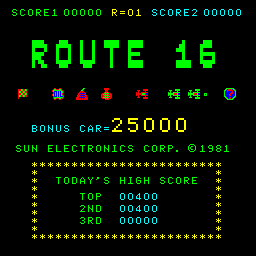 SCORE1 00000 R=01 SCORE2 00000
ROUTE 16
BONUS CAR=25000
SUN ELECTRONICS CORP. ©1981
TODAY'S HIGH SCORE
TOP 00400
2ND 00400
3RD 00000